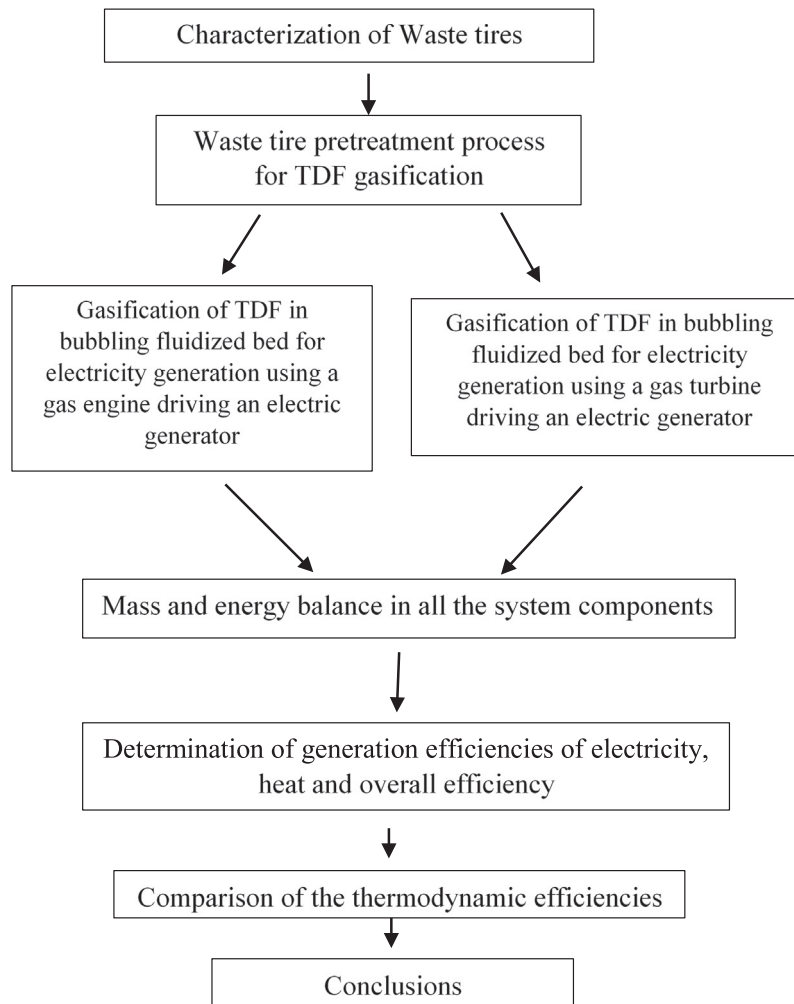 Characterization of Waste tires
Waste tire pretreatment process
for TDF gasification
Gasification of TDF in
bubbling fluidized bed for
electricity generation using a
gas engine driving an electric
generator
Gasification of TDF in bubbling
fluidized bed for electricity
generation using a gas turbine
driving an electric generator
Mass and energy balance in all the system components
Determination of generation efficiencies of electricity,
heat and overall efficiency
Comparison of the thermodynamic efficiencies
Conclusions